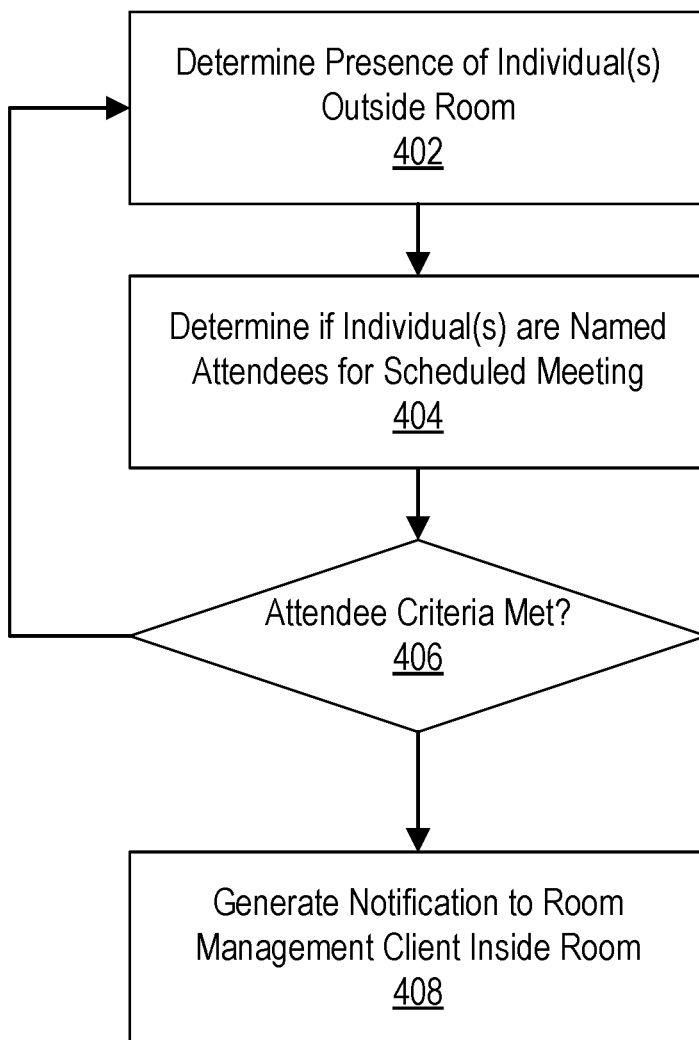 Determine Presence of Individual(s)
Outside Room
402
Determine if Individual(s) are Named
Attendees for Scheduled Meeting
404
Attendee Criteria Met?
406
Generate Notification to Room
Management Client Inside Room
408